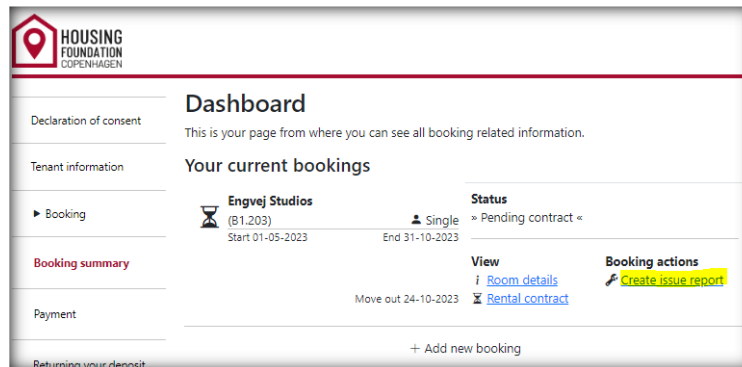 HOUSING
FOUNDATION
COPENHAGEN
Declaration of consent
Tenant information
► Booking
Booking summary
Payment
Returning your deposit
Dashboard
This is your page from where you can see all booking related information.
Your current bookings
Engvej Studios
(B1.203) Single
Start 01-05-2023 End 31-10-2023
Move out 24-10-2023
Status
» Pending contract «
View
i Room details
Rental contract
Booking actions
Create issue report
+ Add new booking